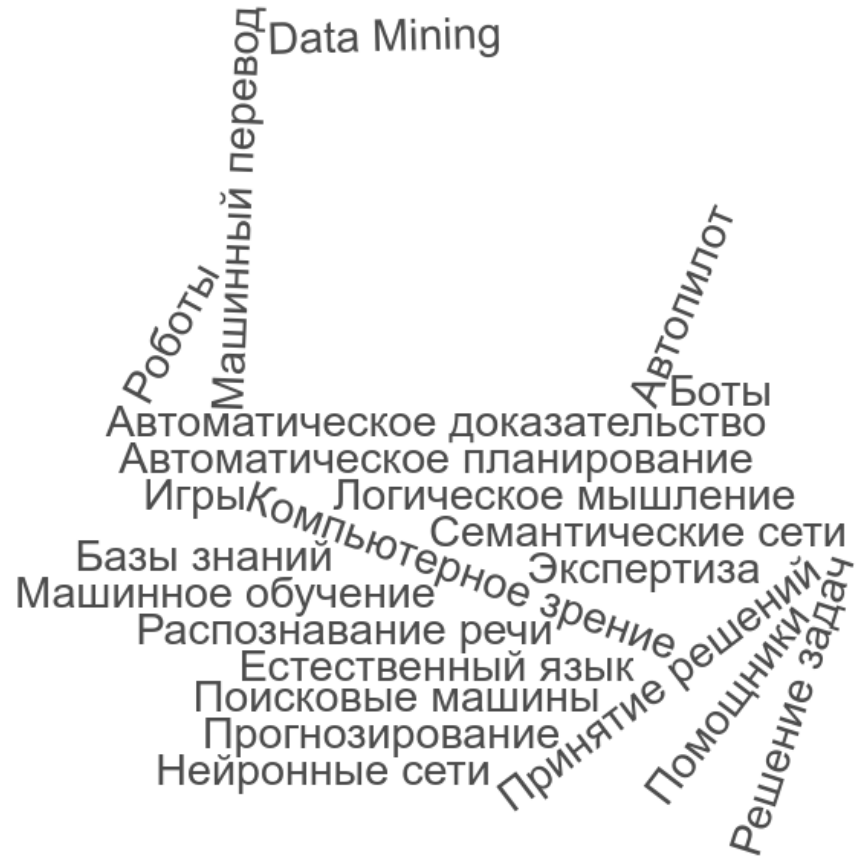 Data Mining
Машинный перевод
Роботы
Автопилот
Боты
Автоматическое доказательство
Автоматическое планирование
Игры
Компьютерное зрение
Логическое мышление
Семантические сети
Базы знаний
Экспертиза
Машинное обучение
Распознавание речи
Естественный язык
Поисковые машины
Прогнозирование
Нейронные сети
Принятие решений
Помощники
Решение задач